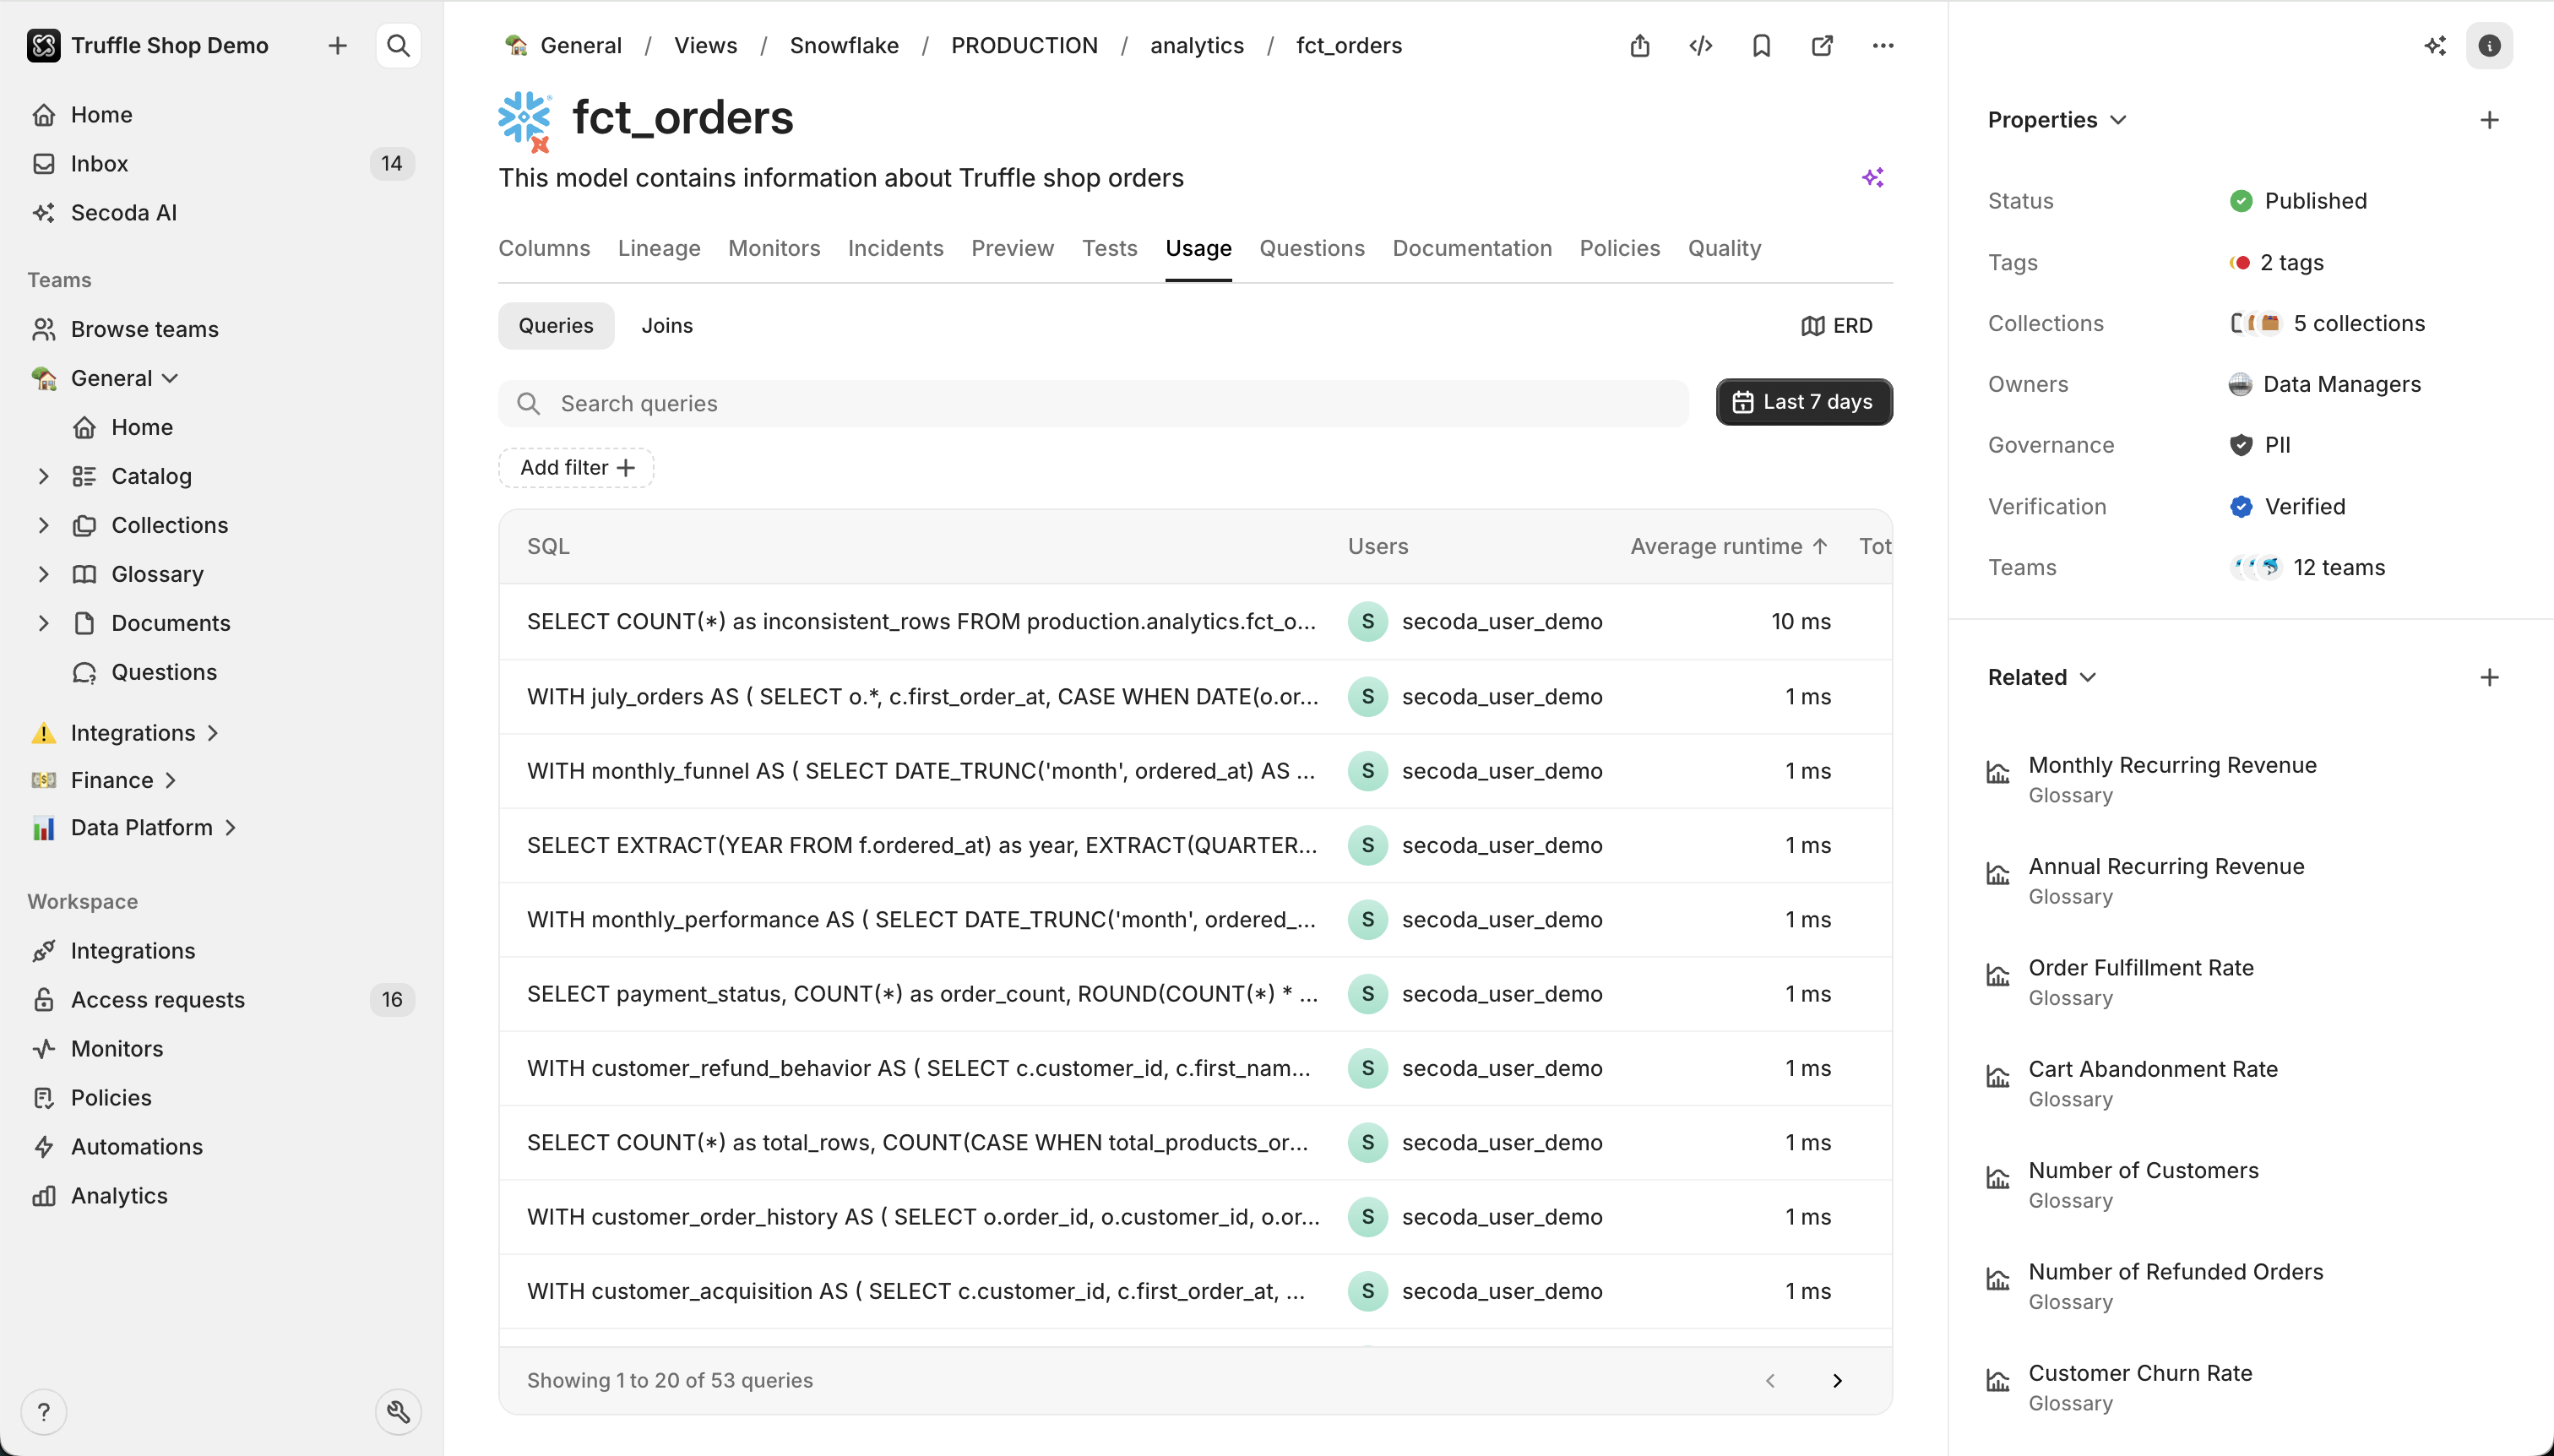 Truffle Shop Demo
Home
Inbox 14
Secoda AI
Teams
Browse teams
General
Home
Catalog
Collections
Glossary
Documents
Questions
Integrations
Finance
Data Platform
Workspace
Integrations
Access requests 16
Monitors
Policies
Automations
Analytics
?
General / Views / Snowflake / PRODUCTION / analytics / fct_orders
fct_orders
This model contains information about Truffle shop orders
Columns Lineage Monitors Incidents Preview Tests Usage Questions Documentation Policies Quality
Queries Joins ERD
Search queries Last 7 days
Add filter +
SQL Users Average runtime ↑ Tot
SELECT COUNT(*) as inconsistent_rows FROM production.analytics.fct_o... S secoda_user_demo 10 ms
WITH july_orders AS ( SELECT o.*, c.first_order_at, CASE WHEN DATE(o.or... S secoda_user_demo 1 ms
WITH monthly_funnel AS ( SELECT DATE_TRUNC('month', ordered_at) AS ... S secoda_user_demo 1 ms
SELECT EXTRACT(YEAR FROM f.ordered_at) as year, EXTRACT(QUARTER... S secoda_user_demo 1 ms
WITH monthly_performance AS ( SELECT DATE_TRUNC('month', ordered_... S secoda_user_demo 1 ms
SELECT payment_status, COUNT(*) as order_count, ROUND(COUNT(*) * ... S secoda_user_demo 1 ms
WITH customer_refund_behavior AS ( SELECT c.customer_id, c.first_nam... S secoda_user_demo 1 ms
SELECT COUNT(*) as total_rows, COUNT(CASE WHEN total_products_or... S secoda_user_demo 1 ms
WITH customer_order_history AS ( SELECT o.order_id, o.customer_id, o.or... S secoda_user_demo 1 ms
WITH customer_acquisition AS ( SELECT c.customer_id, c.first_order_at, ... S secoda_user_demo 1 ms
Showing 1 to 20 of 53 queries
Properties
Status Published
Tags 2 tags
Collections 5 collections
Owners Data Managers
Governance PII
Verification Verified
Teams 12 teams
Related
Monthly Recurring Revenue
Glossary
Annual Recurring Revenue
Glossary
Order Fulfillment Rate
Glossary
Cart Abandonment Rate
Glossary
Number of Customers
Glossary
Number of Refunded Orders
Glossary
Customer Churn Rate
Glossary